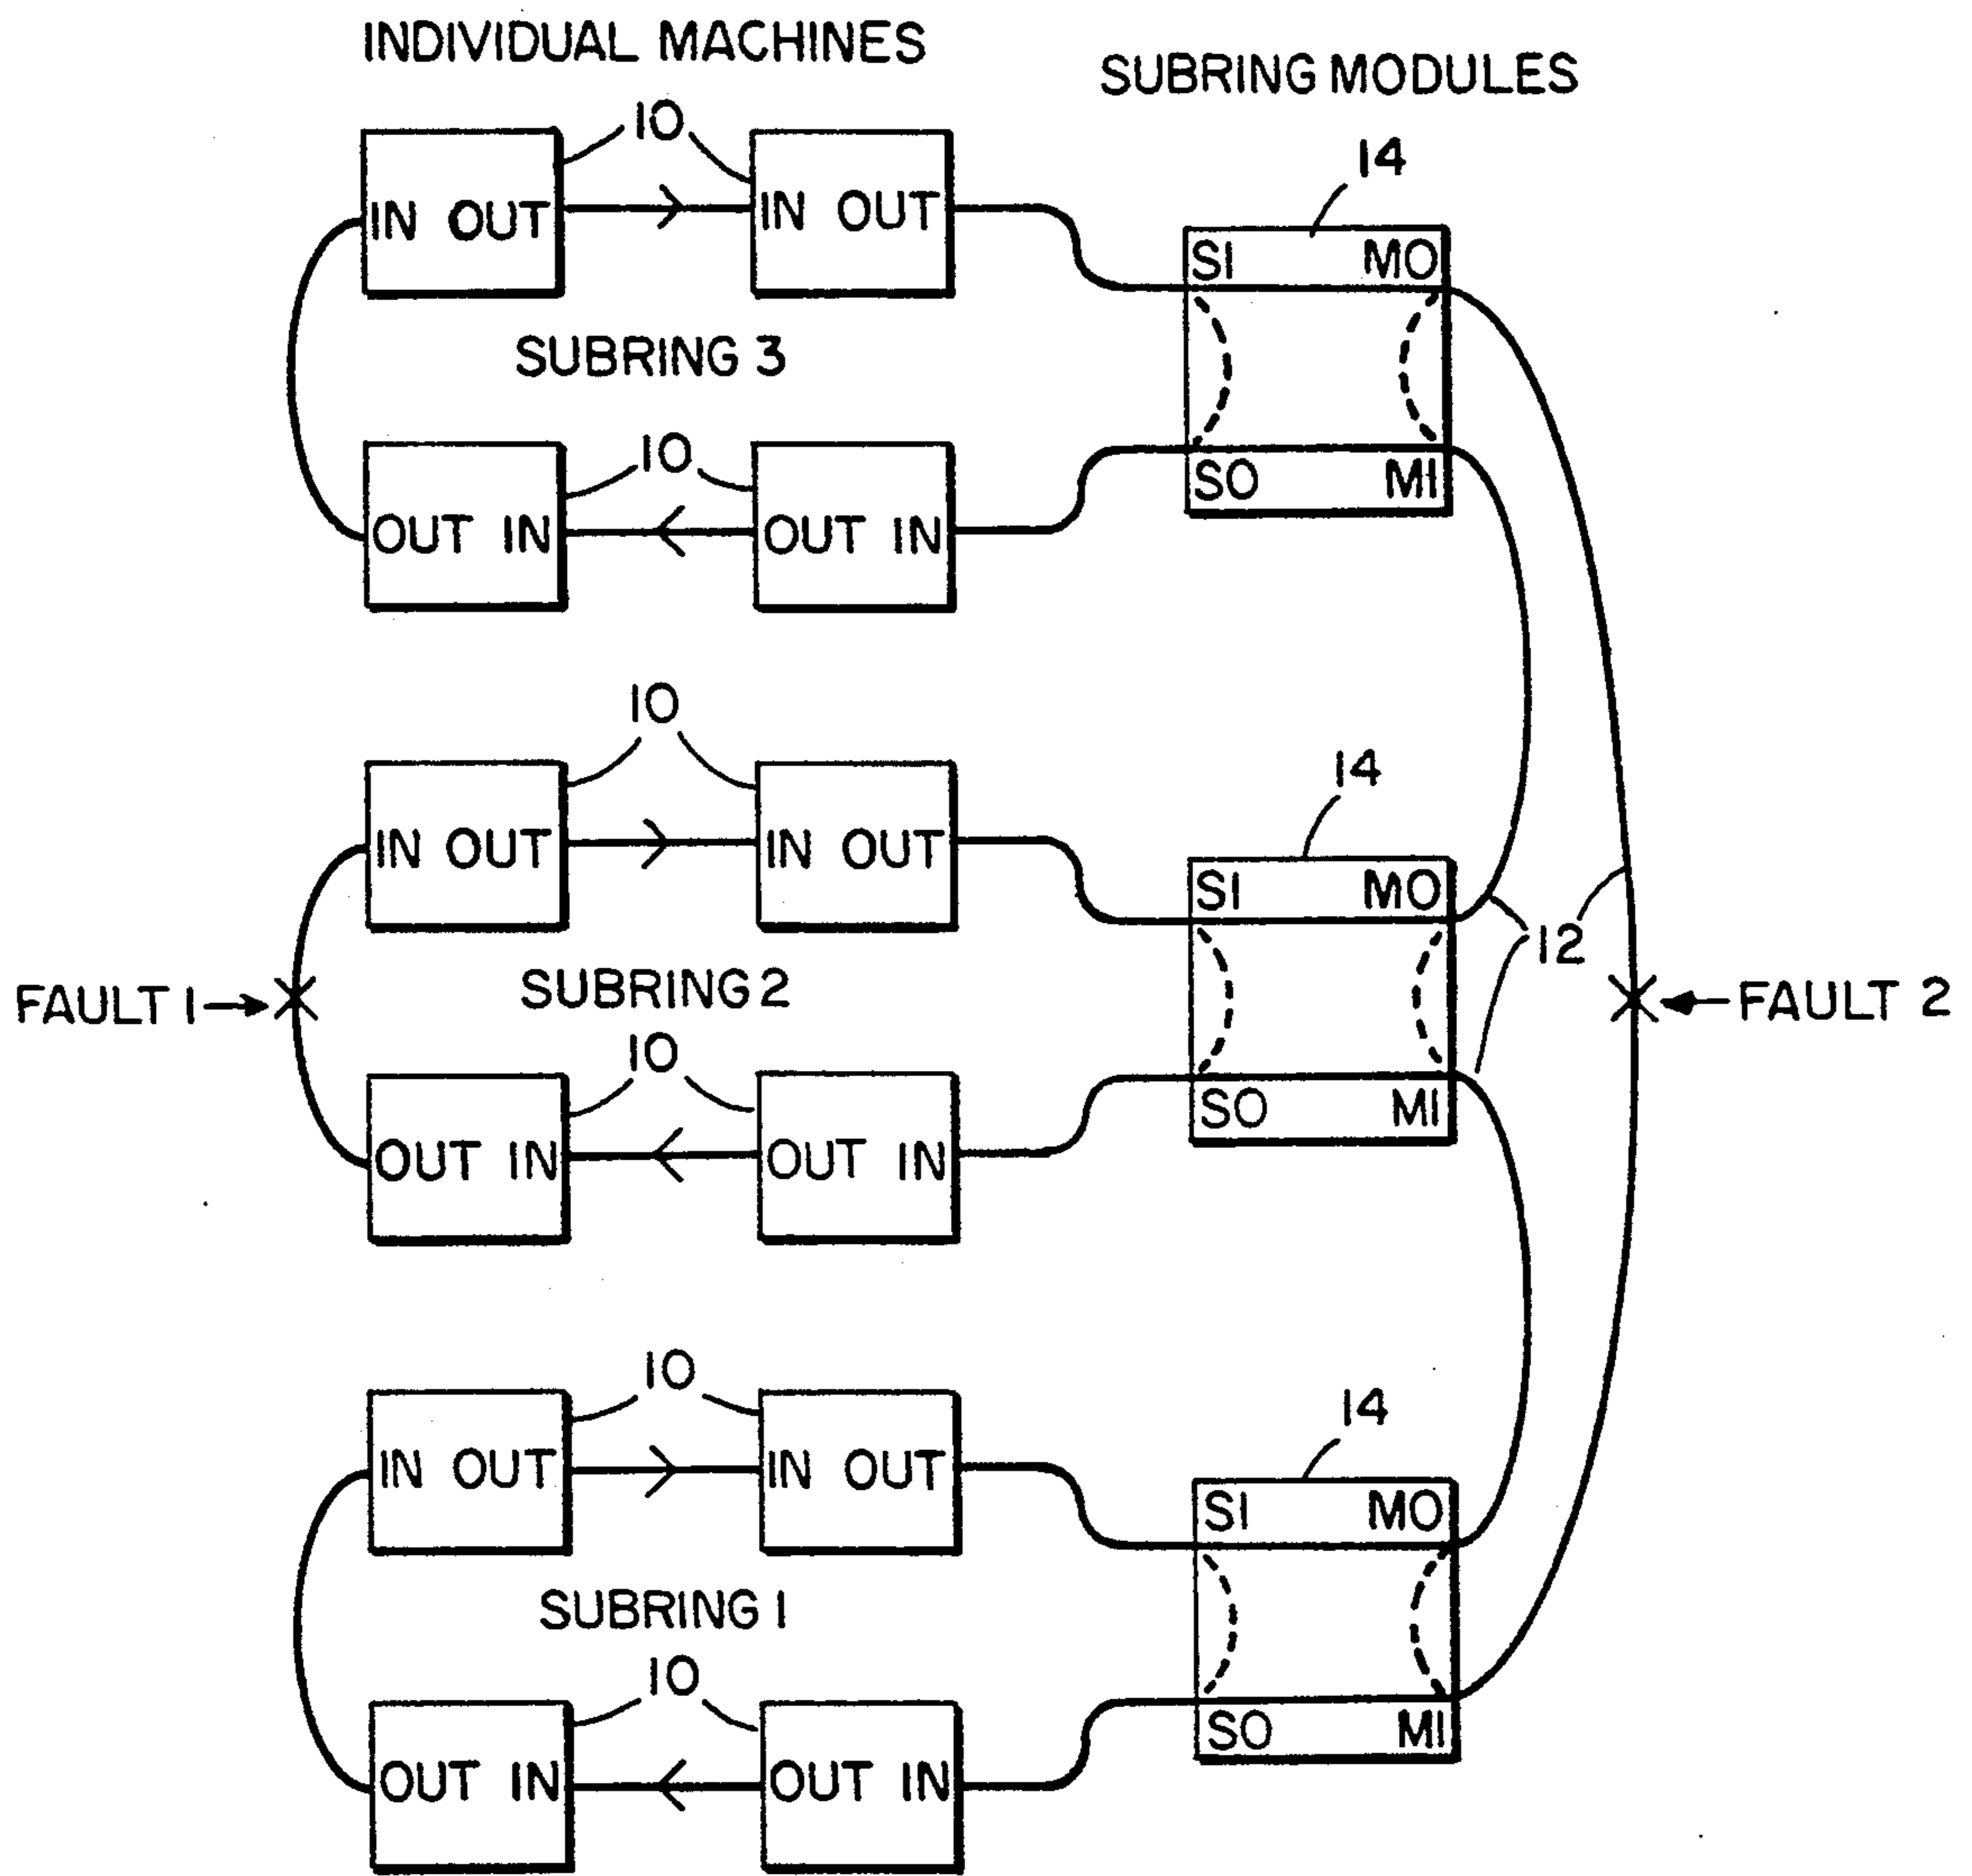 INDIVIDUAL MACHINES
SUBRING MODULES
10
14
IN OUT
IN OUT
SI MO
SUBRING 3
10
SO MI
OUT IN
OUT IN
10
14
IN OUT
IN OUT
SI MO
12
FAULT 1
SUBRING 2
FAULT 2
10
SO MI
OUT IN
OUT IN
10
14
IN OUT
IN OUT
SI MO
SUBRING 1
10
SO MI
OUT IN
OUT IN